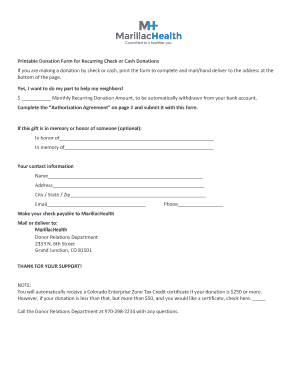 MH+
MarillacHealth
Committed to a healthier you.
Printable Donation Form for Recurring Check or Cash Donations
If you are making a donation by check or cash, print the form to complete and mail/hand deliver to the address at the
bottom of the page.
Yes, I want to do my part to help my neighbors!
$ __________ Monthly Recurring Donation Amount, to be automatically withdrawn from your bank account.
Complete the "Authorization Agreement" on page 2 and submit it with this form.
If this gift is in memory or honor of someone (optional):
In honor of
In memory of
Your contact information
Name
Address
City / State / Zip
Email Phone
Make your check payable to MarillacHealth
Mail or deliver to:
MarillacHealth
Donor Relations Department
2333 N. 6th Street
Grand Junction, CO 81501
THANK FOR YOUR SUPPORT!
NOTE:
You will automatically receive a Colorado Enterprise Zone Tax Credit certificate if your donation is $250 or more.
However, if your donation is less than that, but more than $50, and you would like a certificate, check here. _____
Call the Donor Relations Department at 970-298-2234 with any questions.